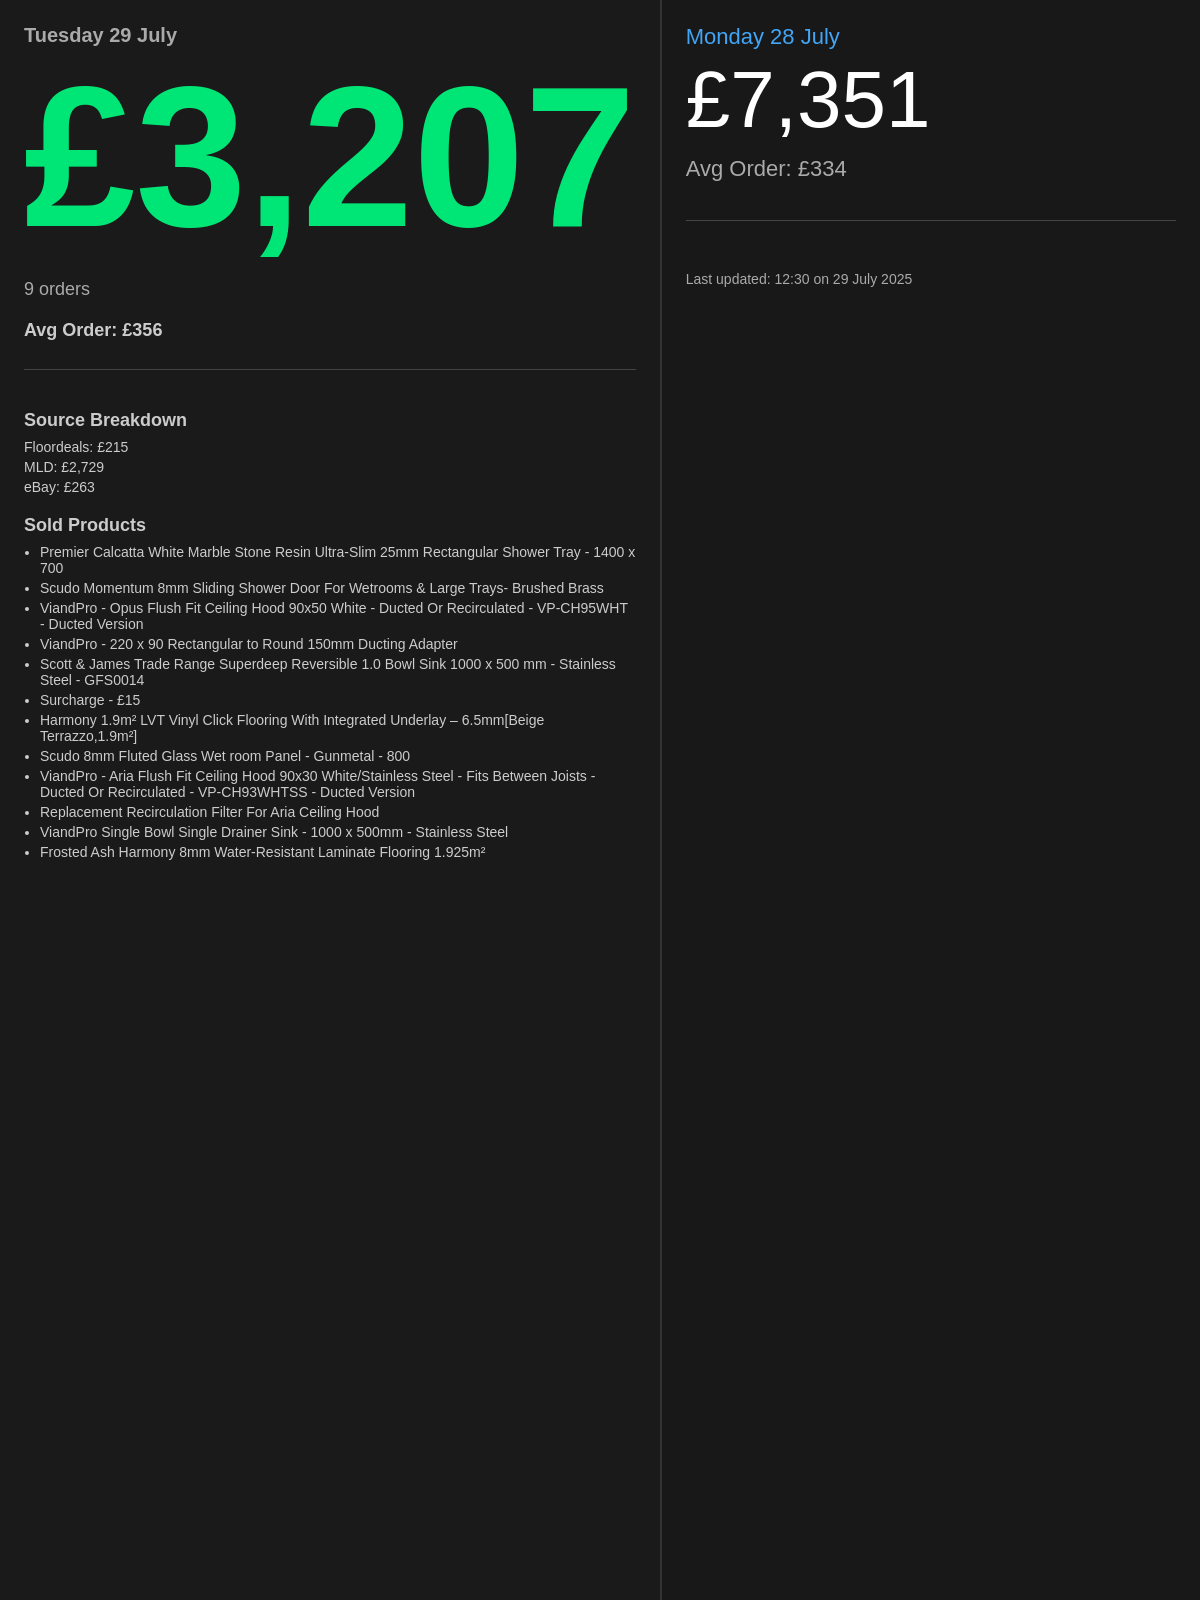 Tuesday 29 July
£3,207
9 orders
Avg Order: £356
Source Breakdown
Floordeals: £215
MLD: £2,729
eBay: £263
Sold Products
• Premier Calcatta White Marble Stone Resin Ultra-Slim 25mm Rectangular Shower Tray - 1400 x
700
• Scudo Momentum 8mm Sliding Shower Door For Wetrooms & Large Trays- Brushed Brass
• ViandPro - Opus Flush Fit Ceiling Hood 90x50 White - Ducted Or Recirculated - VP-CH95WHT
- Ducted Version
• ViandPro - 220 x 90 Rectangular to Round 150mm Ducting Adapter
• Scott & James Trade Range Superdeep Reversible 1.0 Bowl Sink 1000 x 500 mm - Stainless
Steel - GFS0014
• Surcharge - £15
• Harmony 1.9m² LVT Vinyl Click Flooring With Integrated Underlay – 6.5mm[Beige
Terrazzo,1.9m²]
• Scudo 8mm Fluted Glass Wet room Panel - Gunmetal - 800
• ViandPro - Aria Flush Fit Ceiling Hood 90x30 White/Stainless Steel - Fits Between Joists -
Ducted Or Recirculated - VP-CH93WHTSS - Ducted Version
• Replacement Recirculation Filter For Aria Ceiling Hood
• ViandPro Single Bowl Single Drainer Sink - 1000 x 500mm - Stainless Steel
• Frosted Ash Harmony 8mm Water-Resistant Laminate Flooring 1.925m²
Monday 28 July
£7,351
Avg Order: £334
Last updated: 12:30 on 29 July 2025